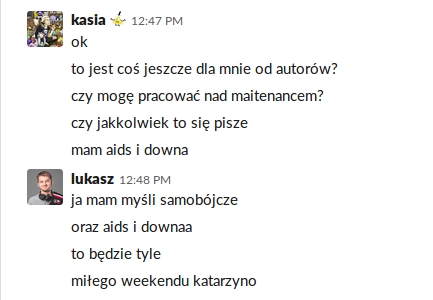 kasia 12:47 PM
ok
to jest coś jeszcze dla mnie od autorów?
czy mogę pracować nad maitenancem?
czy jakkolwiek to się pisze
mam aids i downa
lukasz 12:48 PM
ja mam myśli samobójcze
oraz aids i downaa
to będzie tyle
miłego weekendu katarzyno